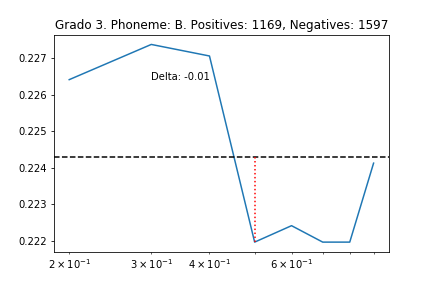 Grado 3. Phoneme: B. Positives: 1169, Negatives: 1597
0.227
Delta: -0.01
0.226
0.225
0.224
0.223
0.222
2 × 10⁻¹ 3 × 10⁻¹ 4 × 10⁻¹ 6 × 10⁻¹